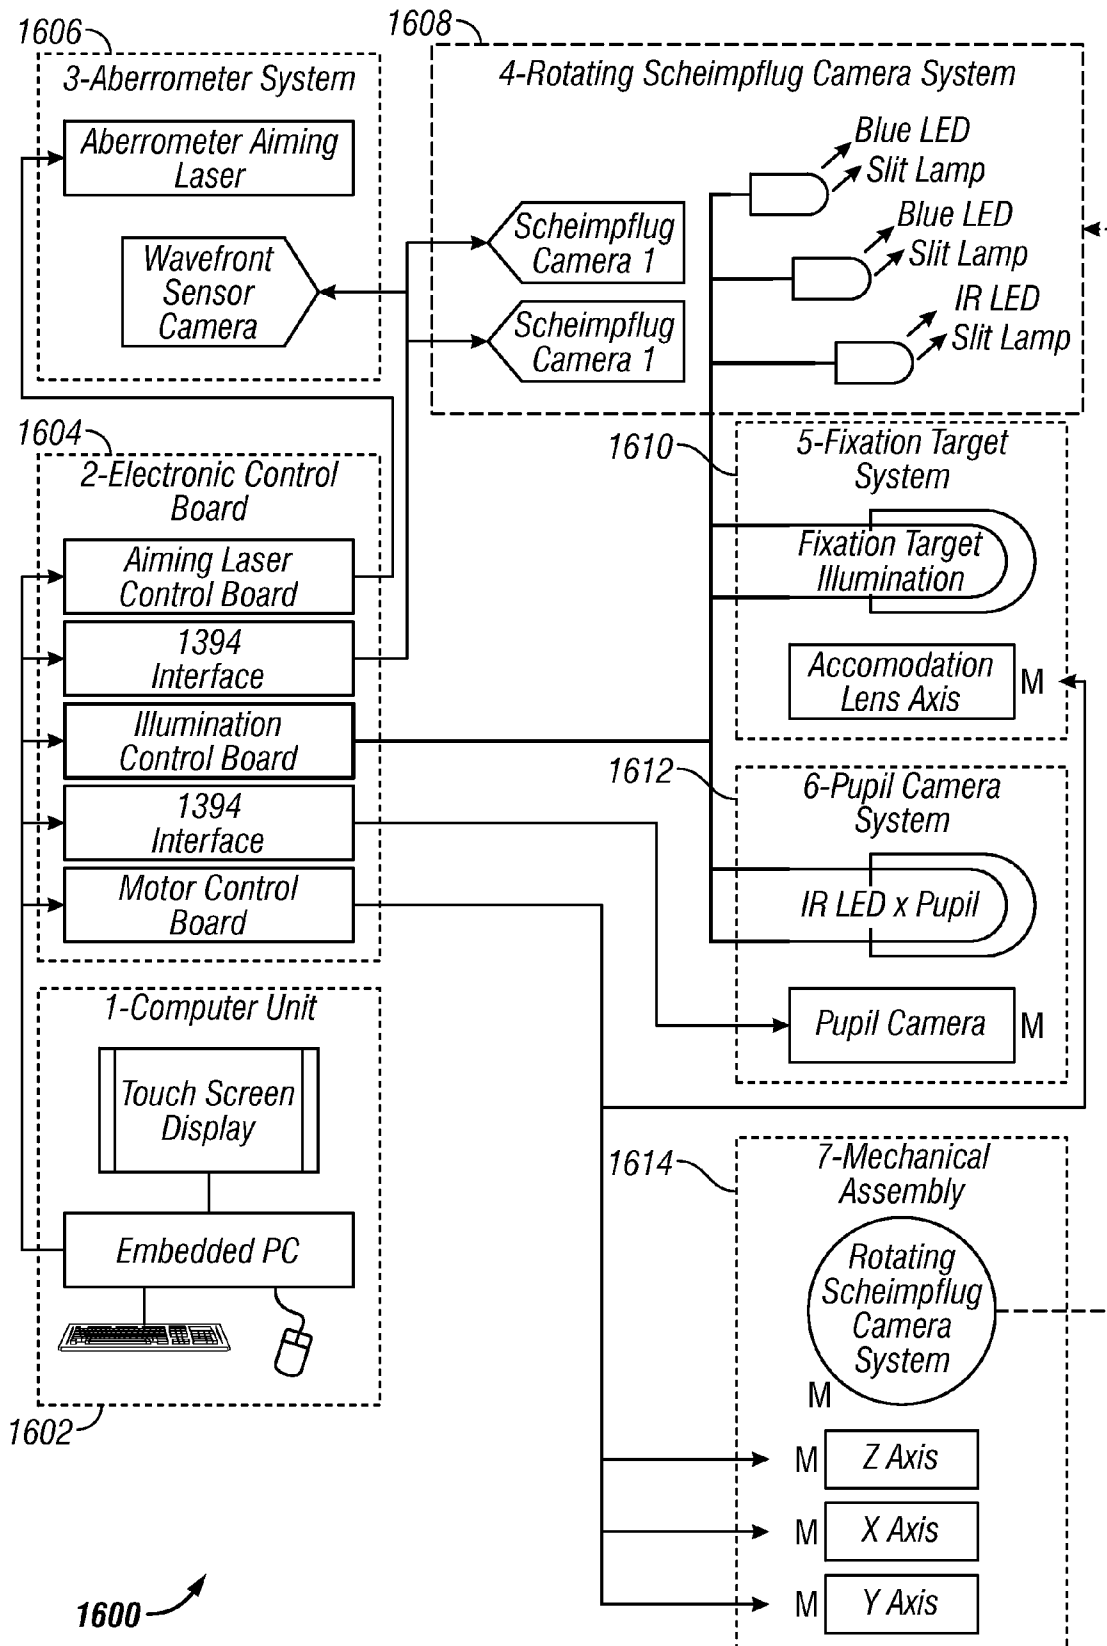 1606
3-Aberrometer System
Aberrometer Aiming
Laser
Wavefront
Sensor
Camera
1608
4-Rotating Scheimpflug Camera System
Blue LED
Slit Lamp
Blue LED
Slit Lamp
IR LED
Slit Lamp
Scheimpflug
Camera 1
Scheimpflug
Camera 1
1604
2-Electronic Control
Board
Aiming Laser
Control Board
1394
Interface
Illumination
Control Board
1394
Interface
Motor Control
Board
1610
5-Fixation Target
System
Fixation Target
Illumination
Accomodation
Lens Axis
M
1612
6-Pupil Camera
System
IR LED x Pupil
Pupil Camera
M
1-Computer Unit
Touch Screen
Display
Embedded PC
1602
1614
7-Mechanical
Assembly
Rotating
Scheimpflug
Camera
System
M
M
Z Axis
M
X Axis
M
Y Axis
1600